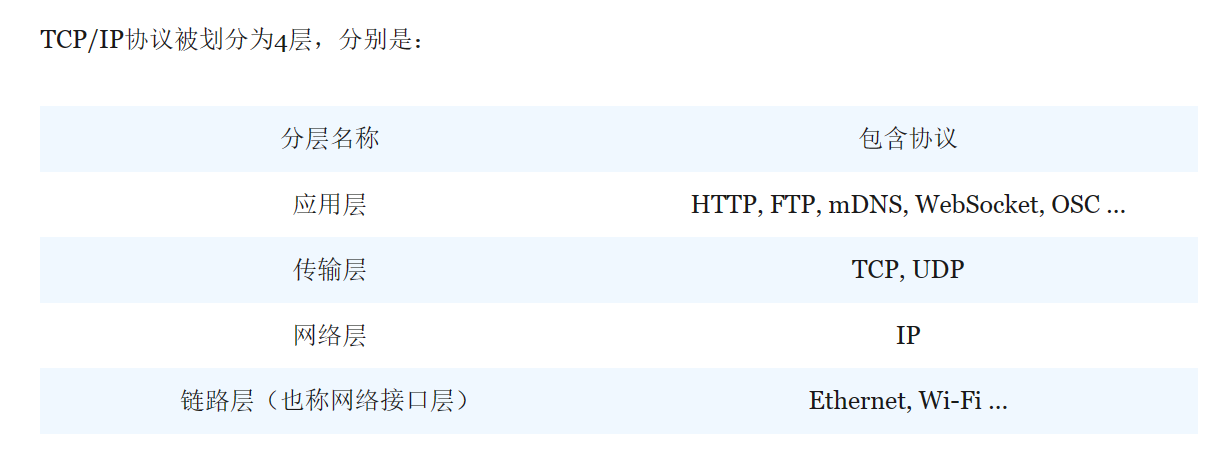 TCP/IP协议被划分为4层，分别是：
分层名称 包含协议
应用层 HTTP, FTP, mDNS, WebSocket, OSC ...
传输层 TCP, UDP
网络层 IP
链路层（也称网络接口层） Ethernet, Wi-Fi ...